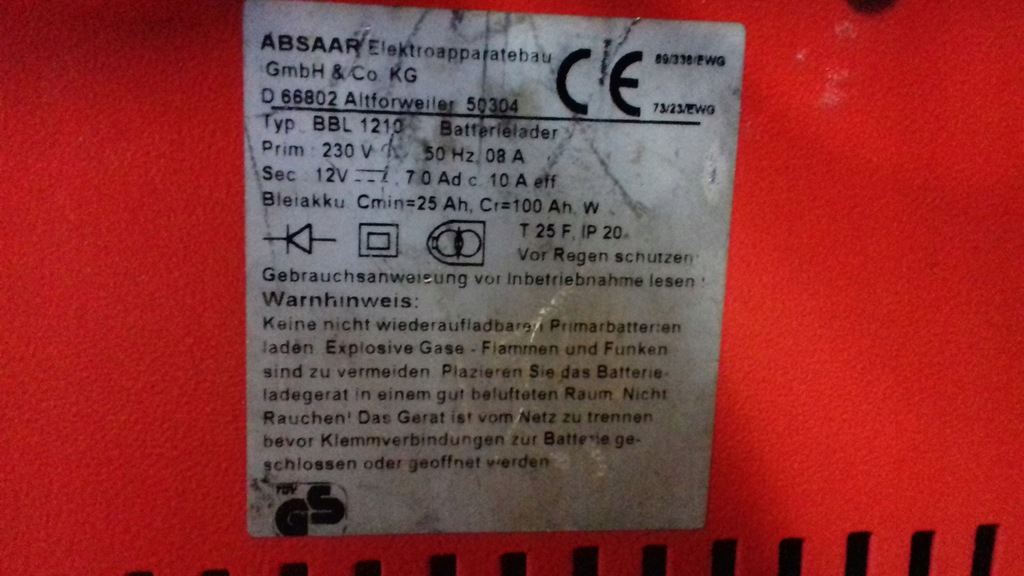 ABSAAR Elektroapparatebau
GmbH & Co. KG
D 66802 Altforweiler 50304
CE
89/336/EWG
73/23/EWG
Typ BBL 1210 Batterielader
Prim 230 V 50 Hz, 08 A
Sec 12V 7.0 Ad c. 10 A eff
Bleiakku Cmin=25 Ah, Cr=100 Ah, W
T 25 F, IP 20
Vor Regen schutzen
Gebrauchsanweisung vor Inbetriebnahme lesen !
Warnhinweis:
Keine nicht wiederaufladbaren Primarbatterien
laden. Explosive Gase - Flammen und Funken
sind zu vermeiden. Plazieren Sie das Batterie-
ladegerat in einem gut belufteten Raum. Nicht
Rauchen! Das Gerat ist vom Netz zu trennen
bevor Klemmverbindungen zur Batterie ge-
schlossen oder geoffnet werden
TÜV
GS